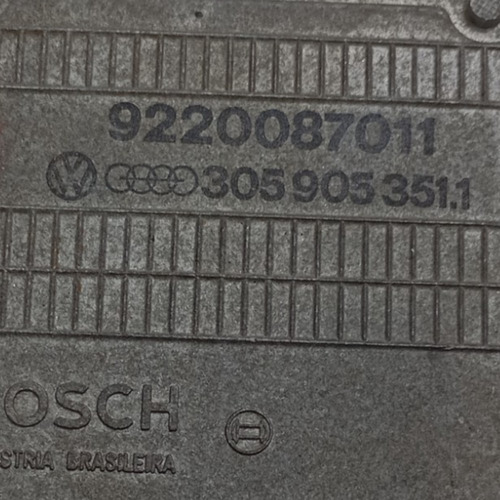 9220087011
305 905 351.1
OSCH
STRIA BRASILEIRA